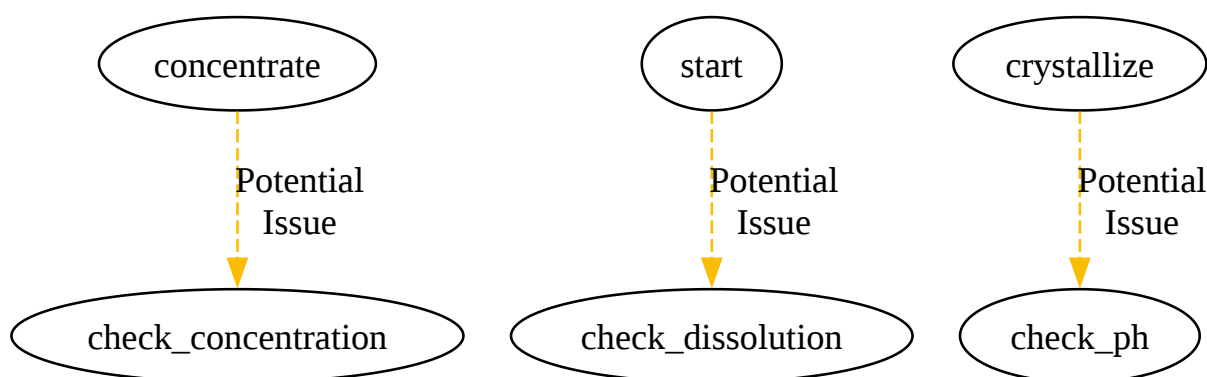 concentrate
start
crystallize
Potential
Issue
Potential
Issue
Potential
Issue
check_concentration
check_dissolution
check_ph